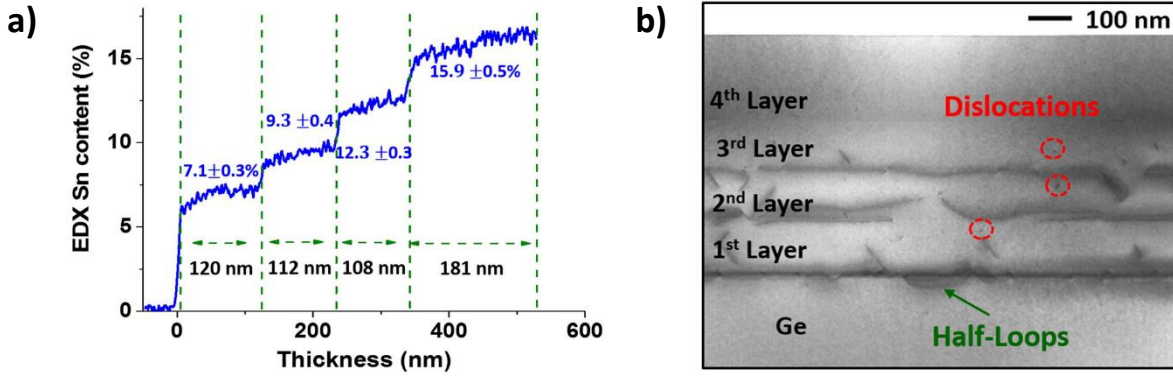 a)
EDX Sn content (%)
15
10
5
0
7.1±0.3%
9.3 ±0.4
12.3 ±0.3
15.9 ±0.5%
120 nm
112 nm
108 nm
181 nm
0
200
400
600
Thickness (nm)
b)
100 nm
4th Layer
Dislocations
3rd Layer
2nd Layer
1st Layer
Ge
Half-Loops